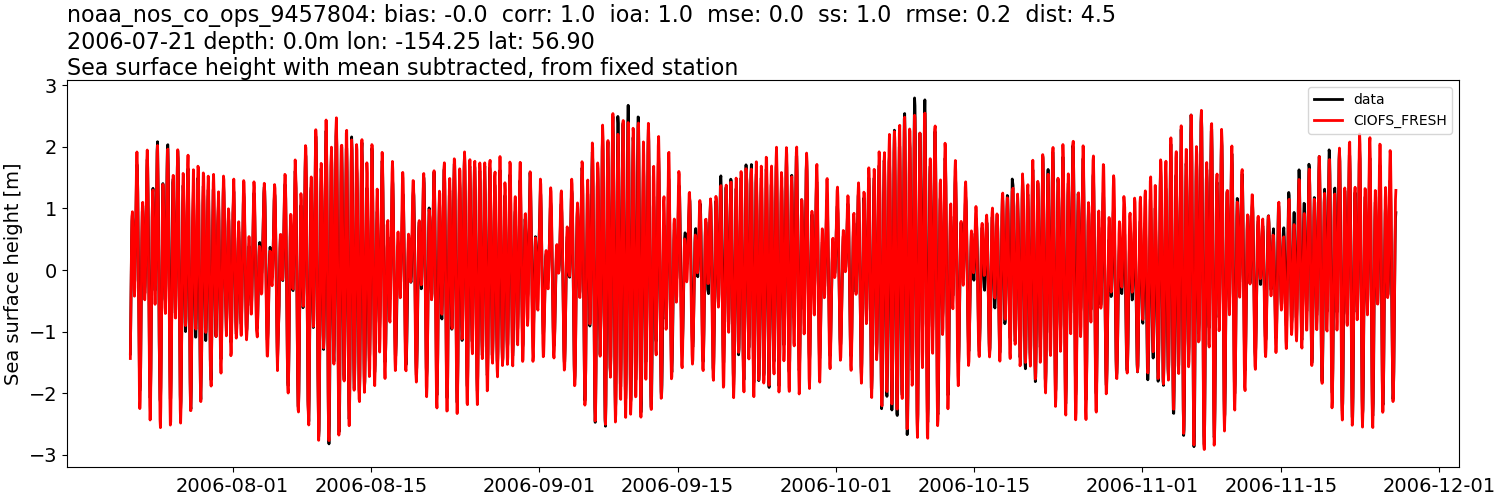 noaa_nos_co_ops_9457804: bias: -0.0  corr: 1.0  ioa: 1.0  mse: 0.0  ss: 1.0  rmse: 0.2  dist: 4.5
2006-07-21 depth: 0.0m lon: -154.25 lat: 56.90
Sea surface height with mean subtracted, from fixed station
Sea surface height [m]
3
2
1
0
−1
−2
−3
data
CIOFS_FRESH
2006-08-01 2006-08-15 2006-09-01 2006-09-15 2006-10-01 2006-10-15 2006-11-01 2006-11-15 2006-12-01